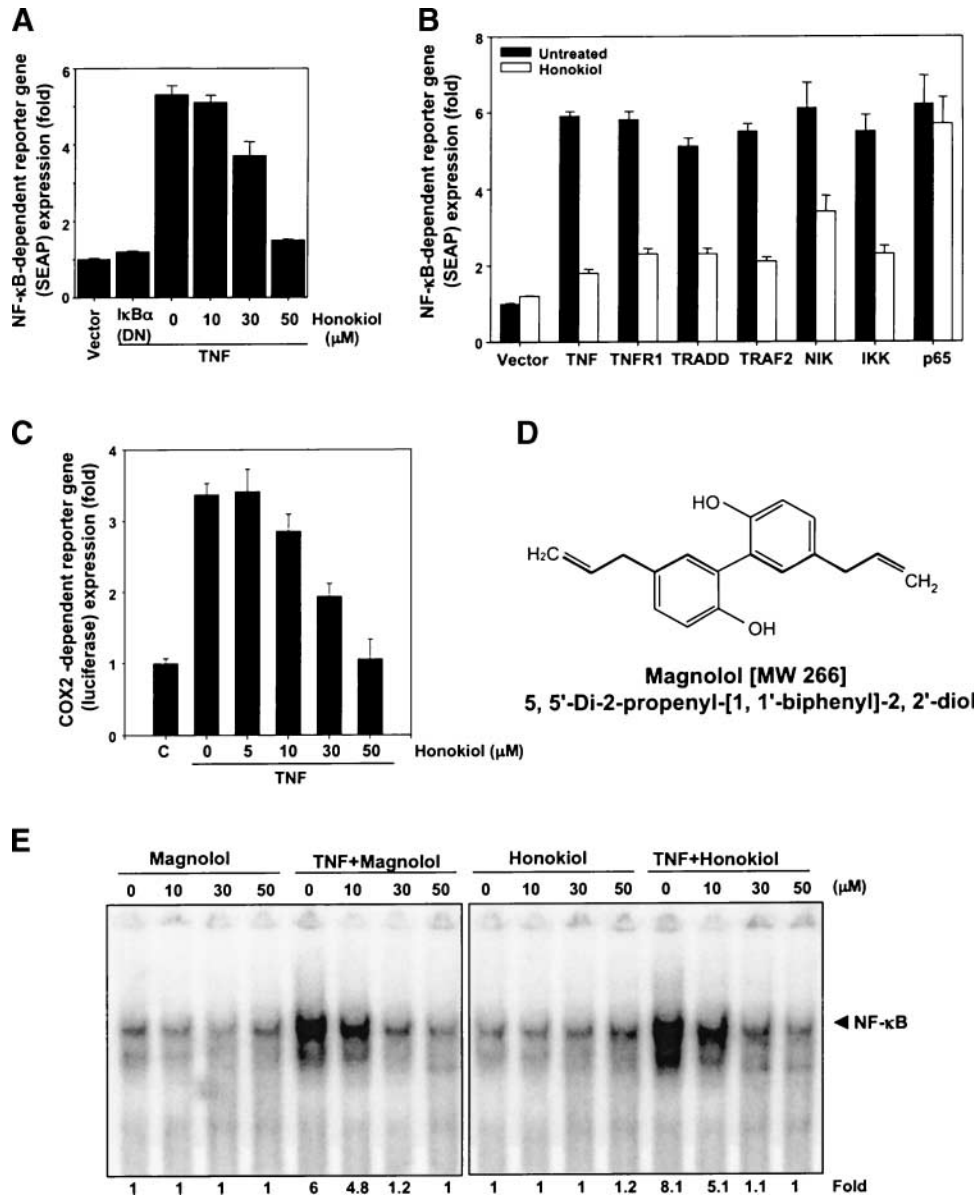 A
NF-κB-dependent reporter gene
(SEAP) expression (fold)
6
4
2
1
0
Vector
IκBα
(DN)
0 10 30 50 Honokiol
(μM)
TNF
B
NF-κB-dependent reporter gene
(SEAP) expression (fold)
8
6
4
2
0
Untreated
Honokiol
Vector TNF TNFR1 TRADD TRAF2 NIK IKK p65
C
COX2 -dependent reporter gene
(luciferase) expression (fold)
4
3
2
1
0
C 0 5 10 30 50 Honokiol (μM)
TNF
D
HO
H₂C
CH₂
OH
Magnolol [MW 266]
5, 5'-Di-2-propenyl-[1, 1'-biphenyl]-2, 2'-diol
E
Magnolol TNF+Magnolol Honokiol TNF+Honokiol
0 10 30 50 0 10 30 50 0 10 30 50 0 10 30 50 (μM)
NF-κB
1 1 1 1 6 4.8 1.2 1 1 1 1 1.2 8.1 5.1 1.1 1 Fold